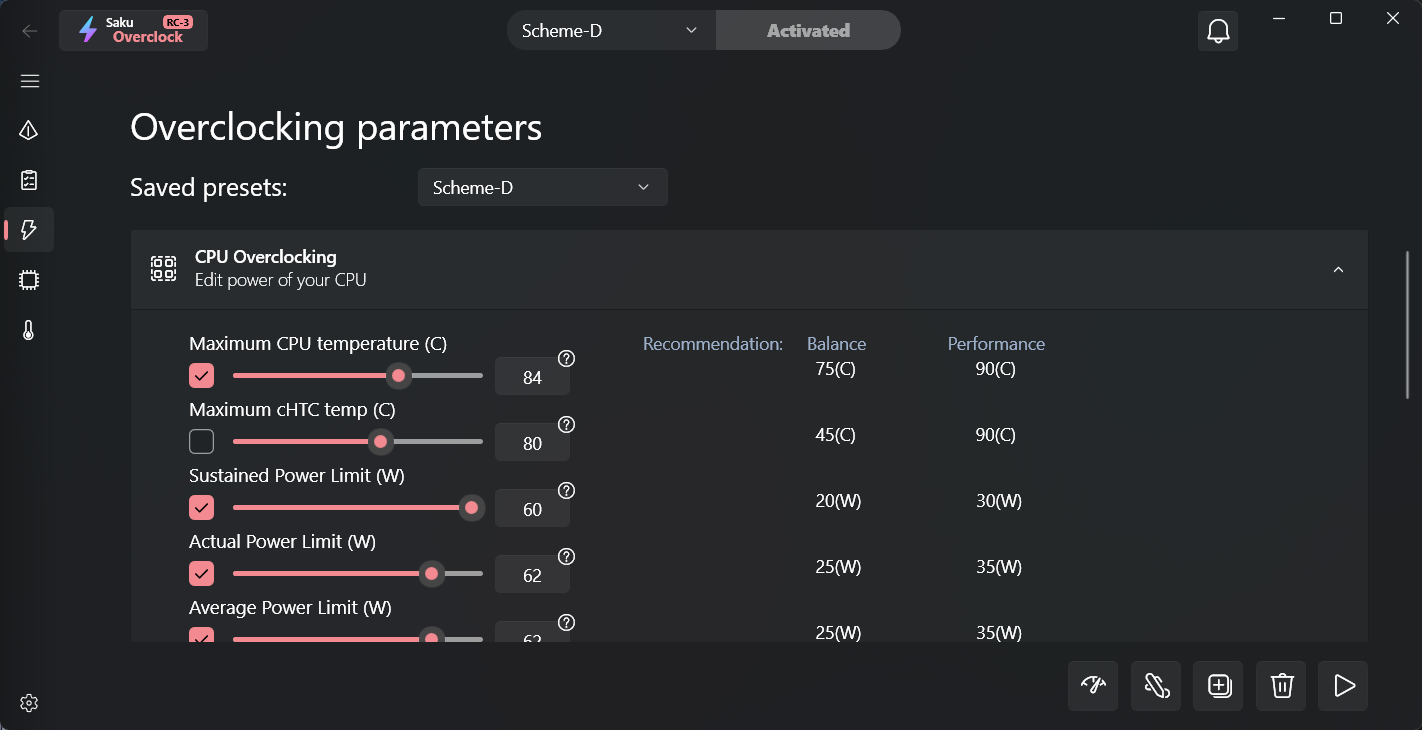 Saku RC-3
Overclock
Scheme-D
Activated
Overclocking parameters
Saved presets:
Scheme-D
CPU Overclocking
Edit power of your CPU
Maximum CPU temperature (C)
Recommendation: Balance Performance
84
75(C) 90(C)
Maximum cHTC temp (C)
80
45(C) 90(C)
Sustained Power Limit (W)
60
20(W) 30(W)
Actual Power Limit (W)
62
25(W) 35(W)
Average Power Limit (W)
62
25(W) 35(W)